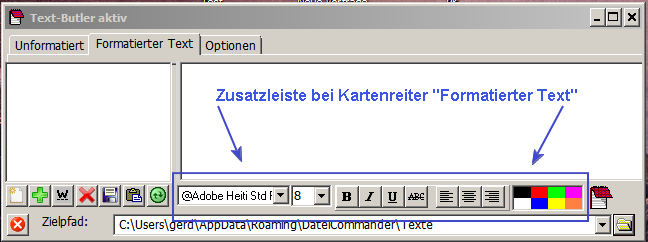 Text-Butler aktiv
Unformatiert Formatierter Text Optionen
Zusatzleiste bei Kartenreiter "Formatierter Text"
W @Adobe Heiti Std F 8 B I U ABC
Zielpfad: C:\Users\gerd\AppData\Roaming\DateiCommander\Texte